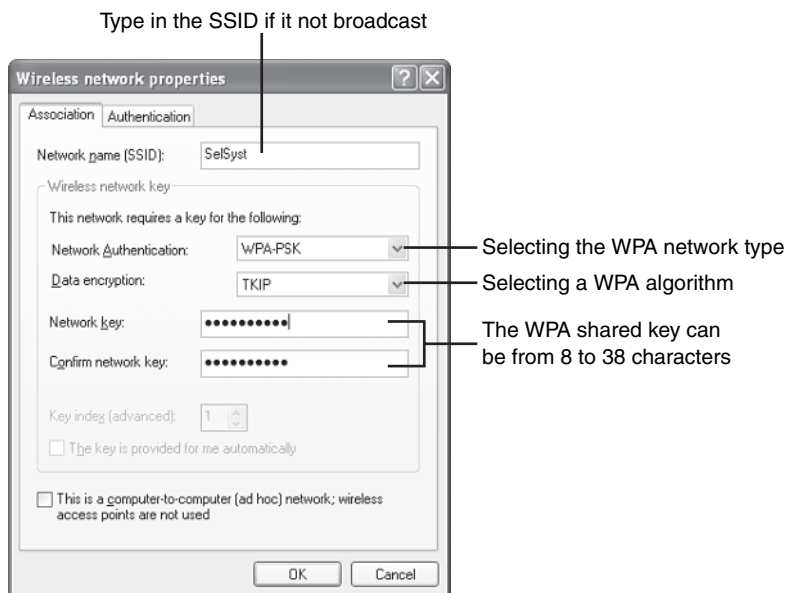 Type in the SSID if it not broadcast
Wireless network properties
Association
Authentication
Network name (SSID):
SelSyst
Wireless network key
This network requires a key for the following:
Network Authentication:
WPA-PSK
Selecting the WPA network type
Data encryption:
TKIP
Selecting a WPA algorithm
Network key:
••••••••••
The WPA shared key can
be from 8 to 38 characters
Confirm network key:
••••••••••
Key index (advanced):
1
The key is provided for me automatically
This is a computer-to-computer (ad hoc) network; wireless
access points are not used
OK
Cancel